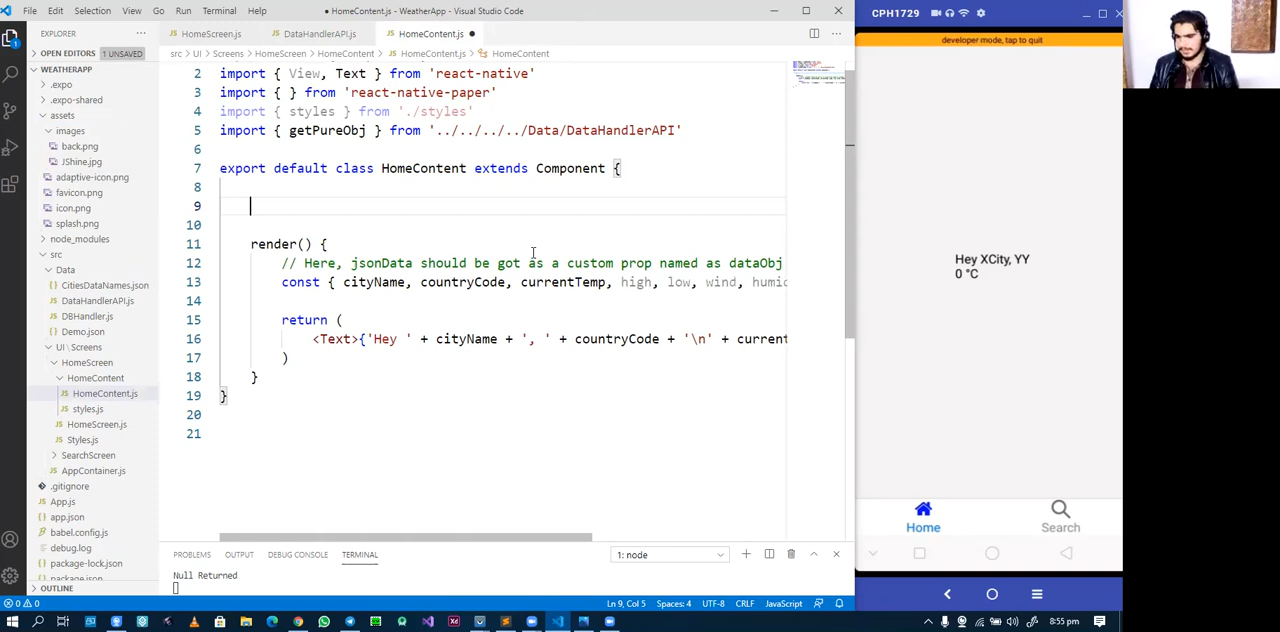 File Edit Selection View Go Run Terminal Help
● HomeContent.js - WeatherApp - Visual Studio Code
CPH1729
EXPLORER
HomeScreen.js DataHandlerAPI.js HomeContent.js ●
developer mode, tap to quit
OPEN EDITORS 1 UNSAVED
src > UI > Screens > HomeScreen > HomeContent > HomeContent.js > HomeContent
WEATHERAPP
.expo
.expo-shared
assets
images
back.png
JShine.jpg
adaptive-icon.png
favicon.png
icon.png
splash.png
node_modules
src
Data
CitiesDataNames.json
DataHandlerAPI.js
DBHandler.js
Demo.json
UI\Screens
HomeScreen
HomeContent
HomeContent.js
styles.js
HomeScreen.js
Styles.js
SearchScreen
AppContainer.js
.gitignore
App.js
app.json
babel.config.js
debug.log
package-lock.json
package.json
OUTLINE
2 import { View, Text } from 'react-native'
3 import { } from 'react-native-paper'
4 import { styles } from './styles'
5 import { getPureObj } from '../../../../Data/DataHandlerAPI'
6
7 export default class HomeContent extends Component {
8
9
10
11 render() {
12 // Here, jsonData should be got as a custom prop named as dataObj
13 const { cityName, countryCode, currentTemp, high, low, wind, humid
14
15 return (
16 <Text>{'Hey ' + cityName + ', ' + countryCode + '\n' + current
17 )
18 }
19 }
20
21
Hey XCity, YY
0 °C
Home Search
PROBLEMS OUTPUT DEBUG CONSOLE TERMINAL
1: node
Null Returned
0 0
Ln 9, Col 5 Spaces: 4 UTF-8 CRLF JavaScript
8:55 pm